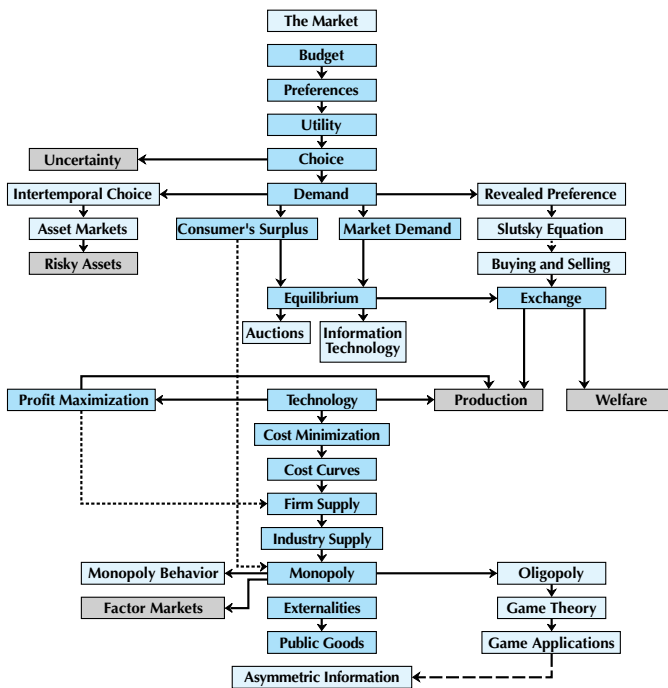 The Market
Budget
Preferences
Utility
Uncertainty
Choice
Intertemporal Choice
Demand
Revealed Preference
Asset Markets
Consumer's Surplus
Market Demand
Slutsky Equation
Risky Assets
Buying and Selling
Equilibrium
Exchange
Auctions
Information
Technology
Profit Maximization
Technology
Production
Welfare
Cost Minimization
Cost Curves
Firm Supply
Industry Supply
Monopoly Behavior
Monopoly
Oligopoly
Factor Markets
Externalities
Game Theory
Public Goods
Game Applications
Asymmetric Information